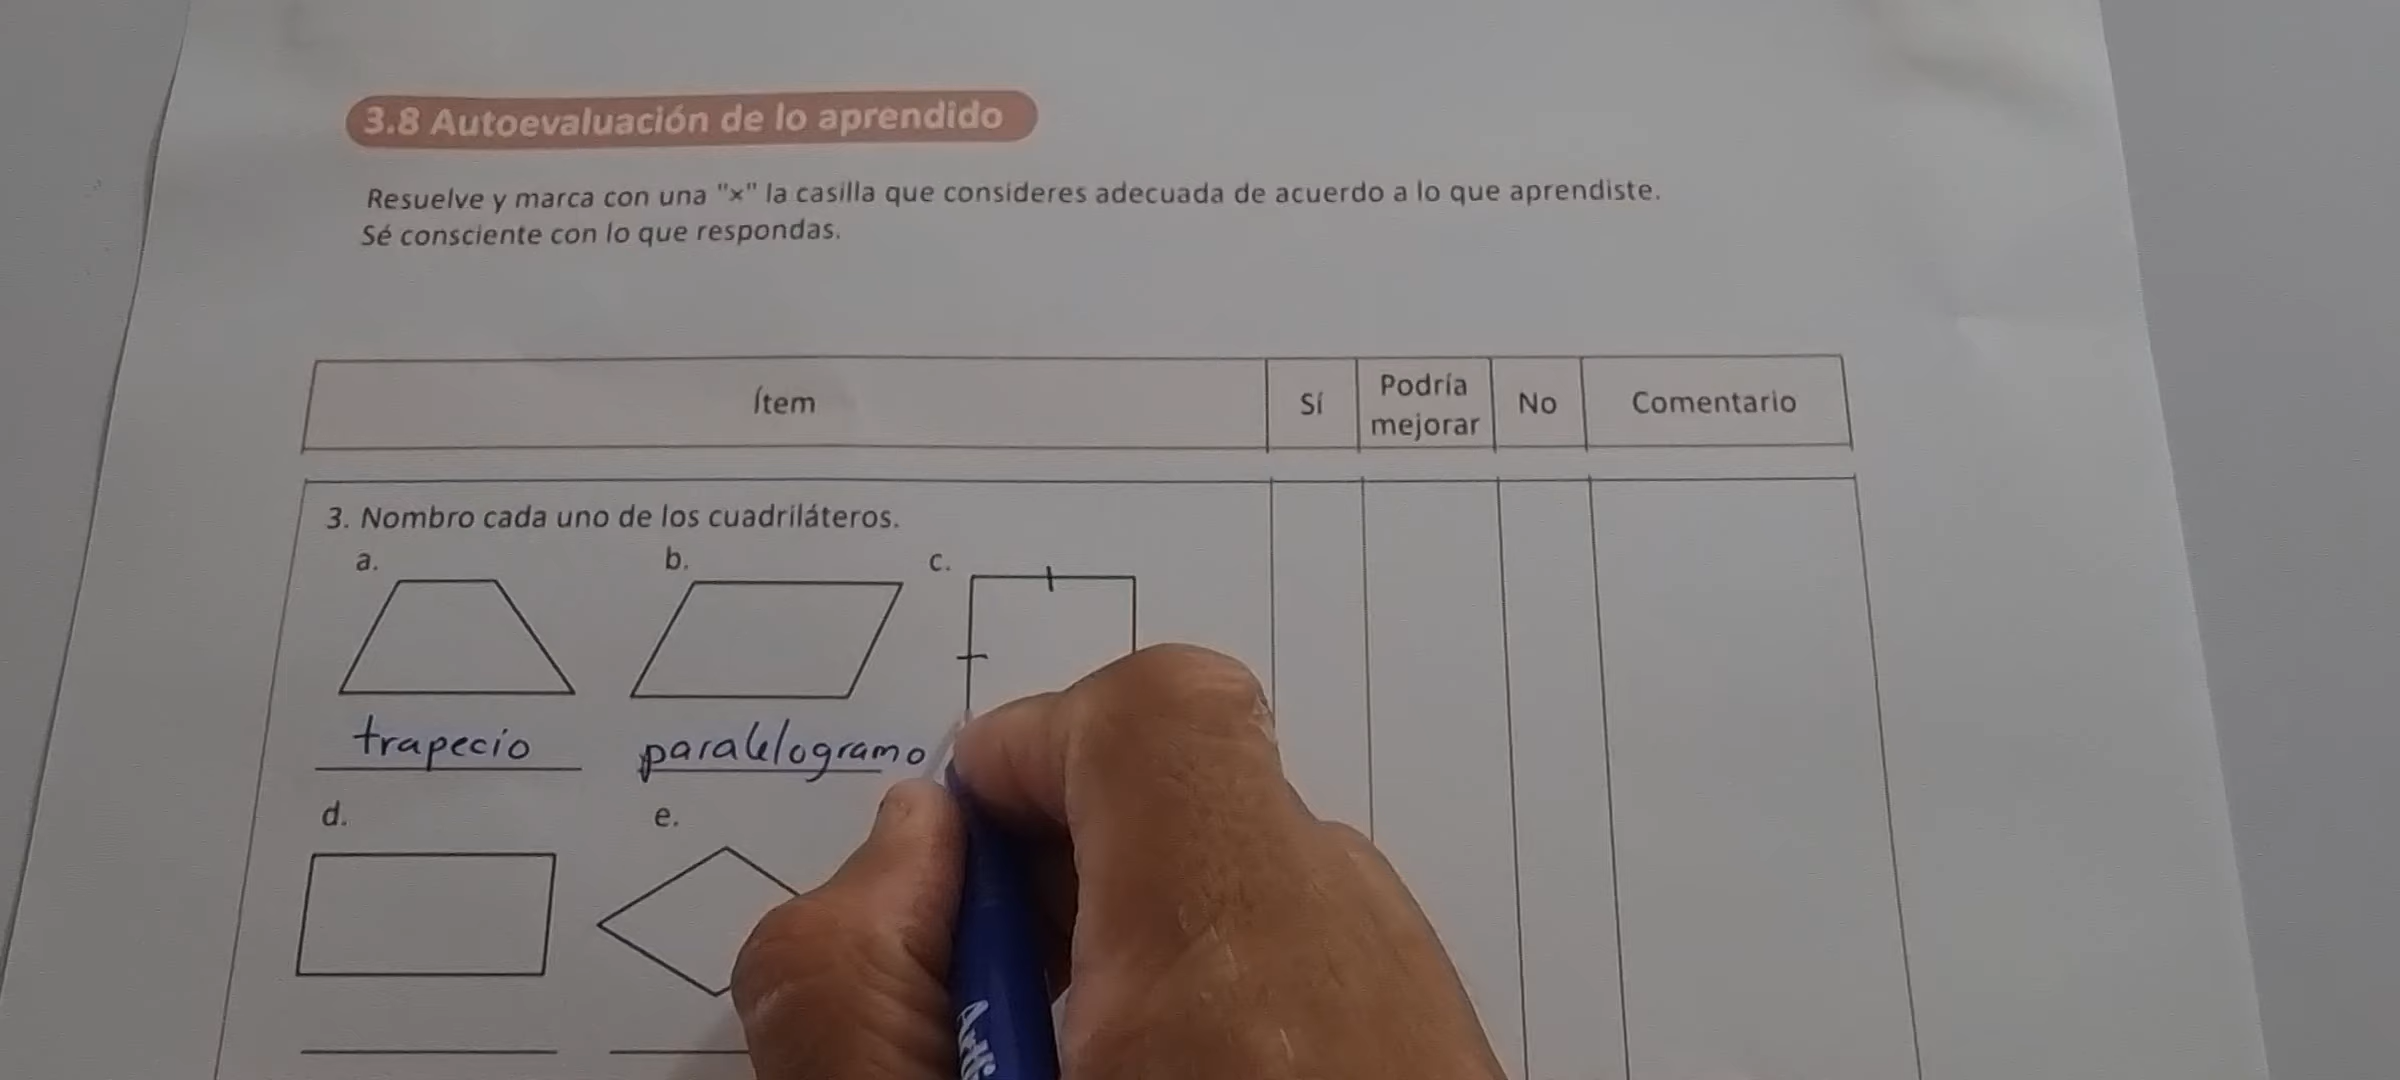 3.8 Autoevaluación de lo aprendido
Resuelve y marca con una "x" la casilla que consideres adecuada de acuerdo a lo que aprendiste.
Sé consciente con lo que respondas.
Ítem
Sí
Podría
mejorar
No
Comentario
3. Nombro cada uno de los cuadriláteros.
a.
b.
c.
trapecio
paralelogramo
d.
e.